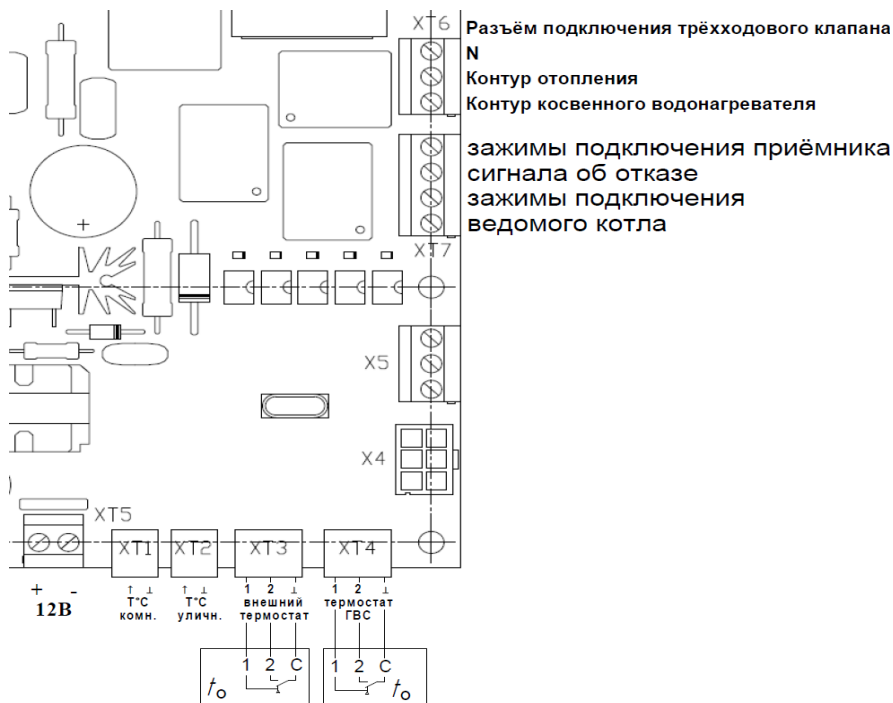 XT6
Разъём подключения трёхходового клапана
N
Контур отопления
Контур косвенного водонагревателя
зажимы подключения приёмника
сигнала об отказе
зажимы подключения
ведомого котла
+
XT7
X5
X4
XT5
XT1 XT2 XT3 XT4
+ -
12В
↑ ⊥
T°C
комн.
↑ ⊥
T°C
уличн.
1 2 ⊥
внешний
термостат
1 2 ⊥
термостат
ГВС
1 2 C
to
1 2 C
to